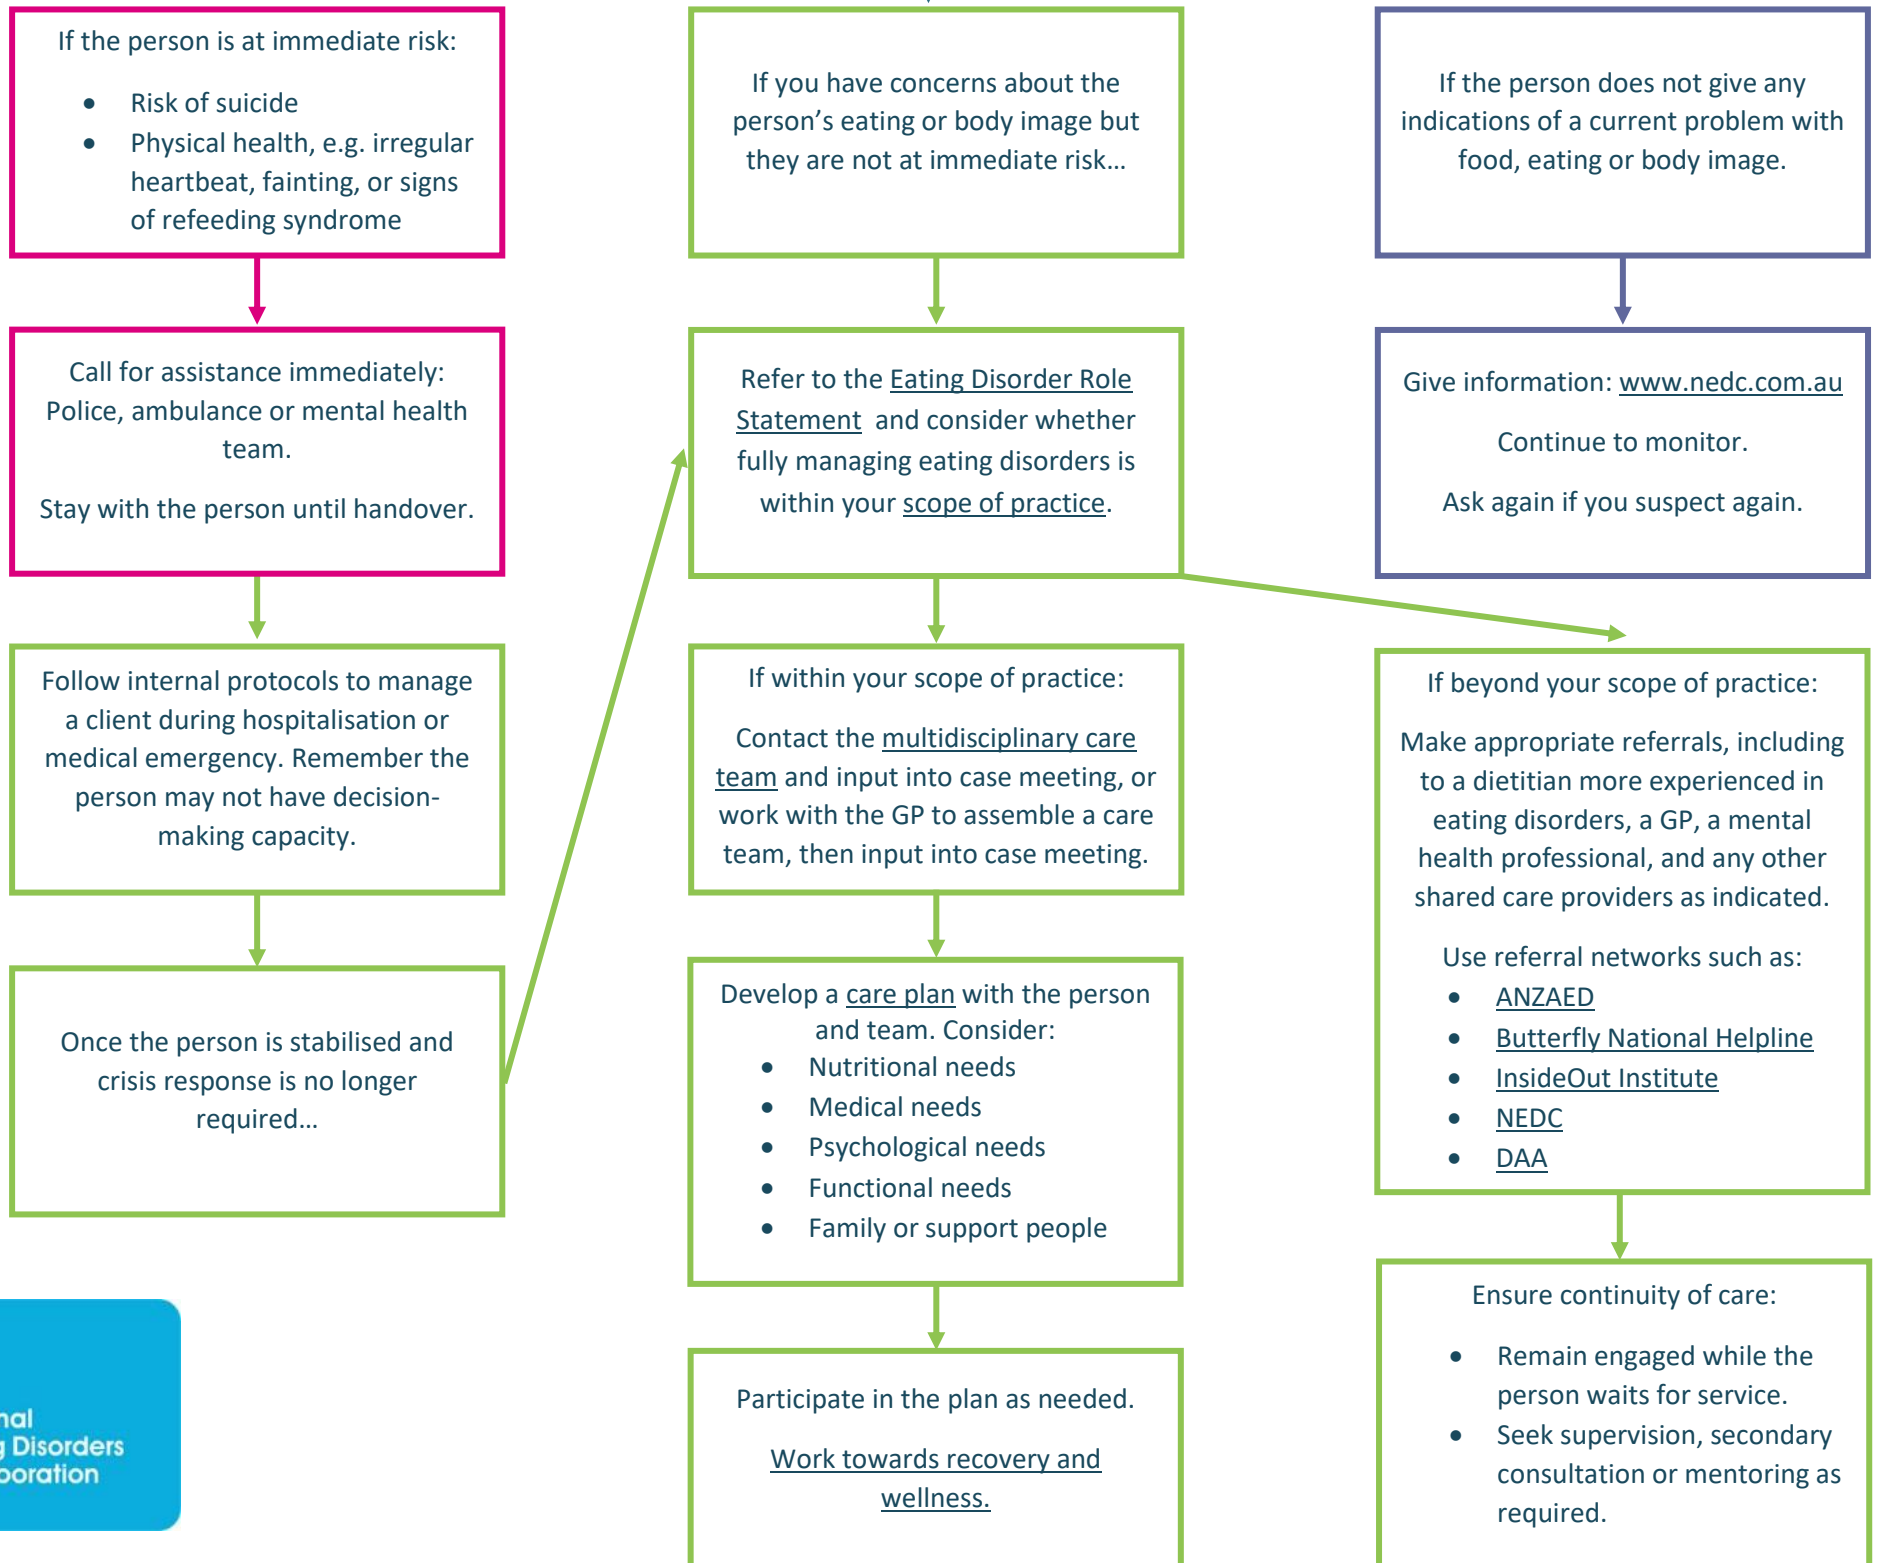 If the person is at immediate risk:
• Risk of suicide
• Physical health, e.g. irregular
heartbeat, fainting, or signs
of refeeding syndrome
Call for assistance immediately:
Police, ambulance or mental health
team.
Stay with the person until handover.
Follow internal protocols to manage
a client during hospitalisation or
medical emergency. Remember the
person may not have decision-
making capacity.
Once the person is stabilised and
crisis response is no longer
required…
If you have concerns about the
person’s eating or body image but
they are not at immediate risk…
Refer to the Eating Disorder Role
Statement and consider whether
fully managing eating disorders is
within your scope of practice.
If within your scope of practice:
Contact the multidisciplinary care
team and input into case meeting, or
work with the GP to assemble a care
team, then input into case meeting.
Develop a care plan with the person
and team. Consider:
• Nutritional needs
• Medical needs
• Psychological needs
• Functional needs
• Family or support people
Participate in the plan as needed.
Work towards recovery and
wellness.
If the person does not give any
indications of a current problem with
food, eating or body image.
Give information: www.nedc.com.au
Continue to monitor.
Ask again if you suspect again.
If beyond your scope of practice:
Make appropriate referrals, including
to a dietitian more experienced in
eating disorders, a GP, a mental
health professional, and any other
shared care providers as indicated.
Use referral networks such as:
• ANZAED
• Butterfly National Helpline
• InsideOut Institute
• NEDC
• DAA
Ensure continuity of care:
• Remain engaged while the
person waits for service.
• Seek supervision, secondary
consultation or mentoring as
required.
nal
g Disorders
boration